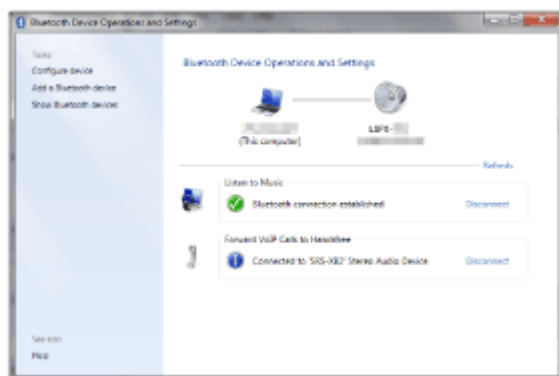 Bluetooth Device Operations and Settings
Tasks
Configure device
Add a Bluetooth device
Show Bluetooth devices
Bluetooth Device Operations and Settings
(This computer)
Refresh
Listen to Music
Bluetooth connection established
Disconnect
Forward VoIP Calls to Handsfree
Connected to 'SRS-XB2' Stereo Audio Device
Disconnect
See also
Help